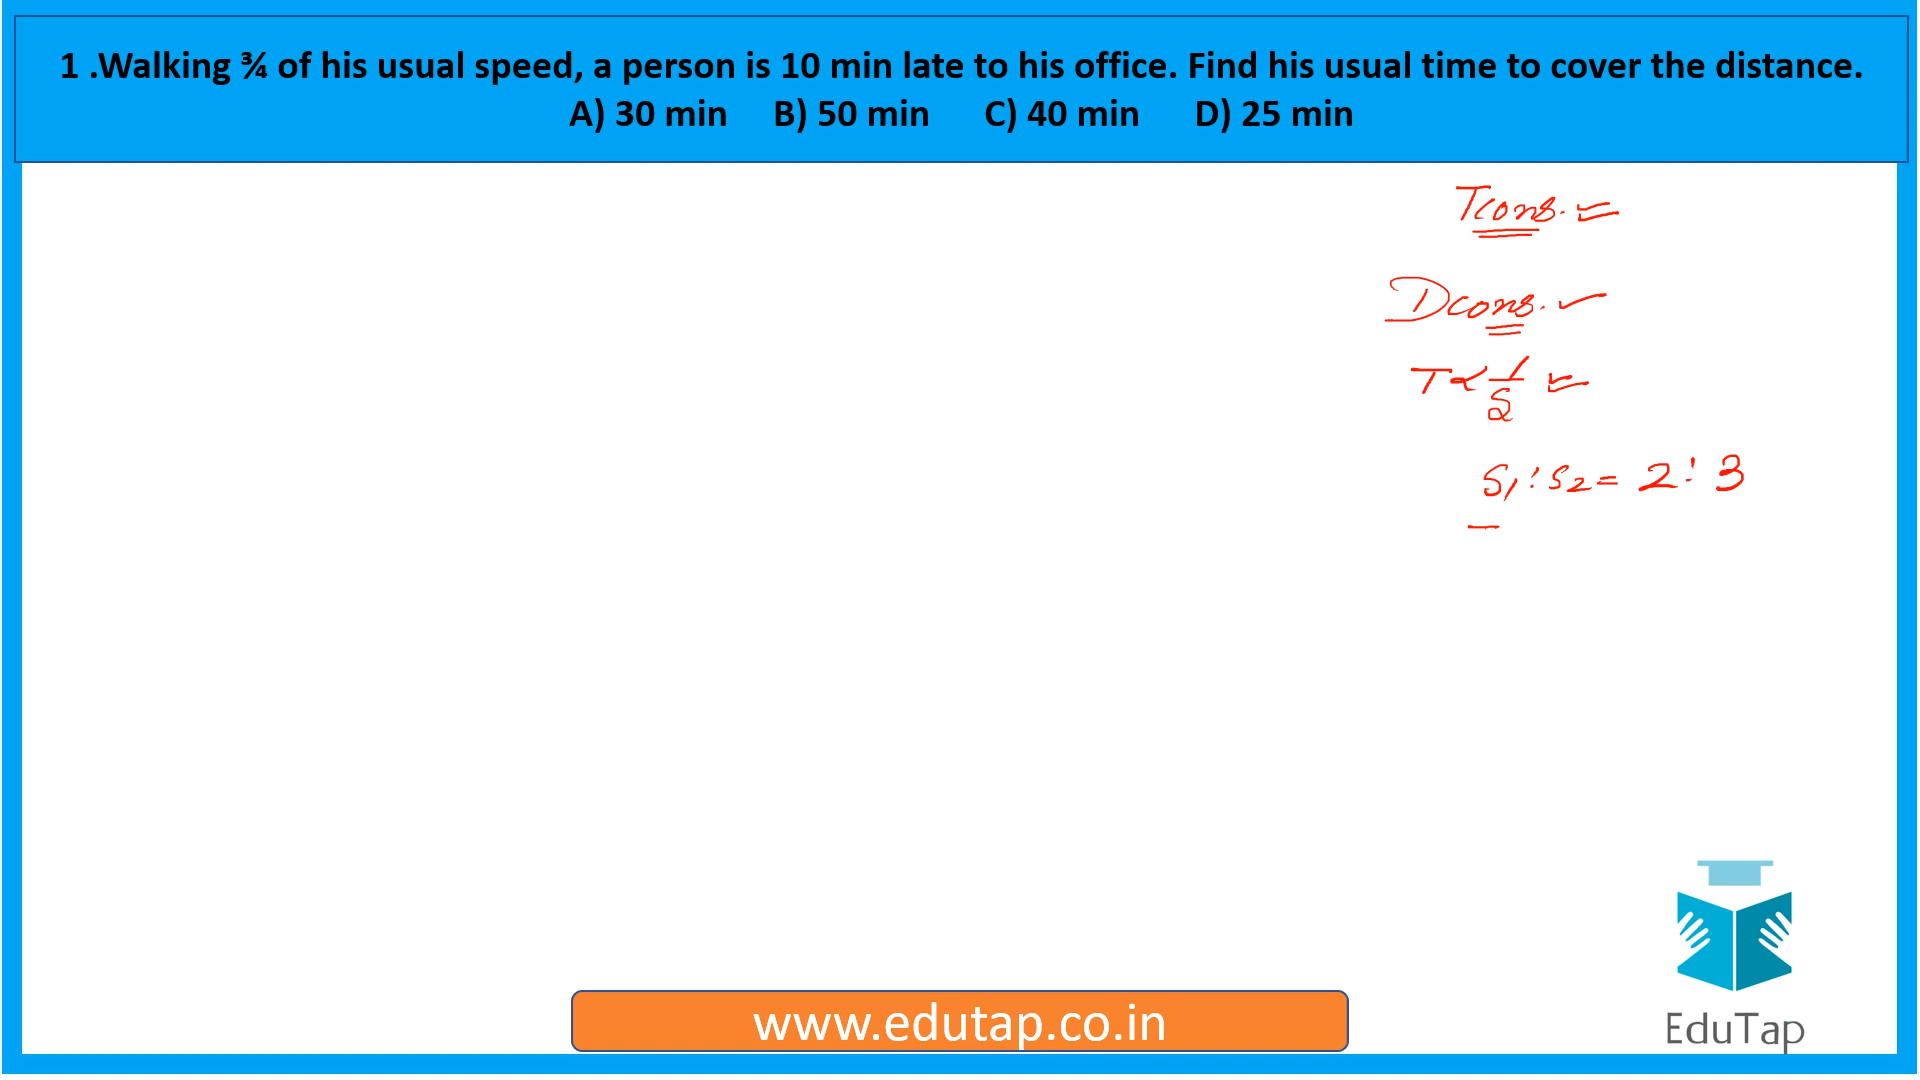 1 .Walking ¾ of his usual speed, a person is 10 min late to his office. Find his usual time to cover the distance.
A) 30 min B) 50 min C) 40 min D) 25 min
Tcons. =
Dcons.
T ∝ 1/S =
S1 : S2 = 2 : 3
www.edutap.co.in
EduTap